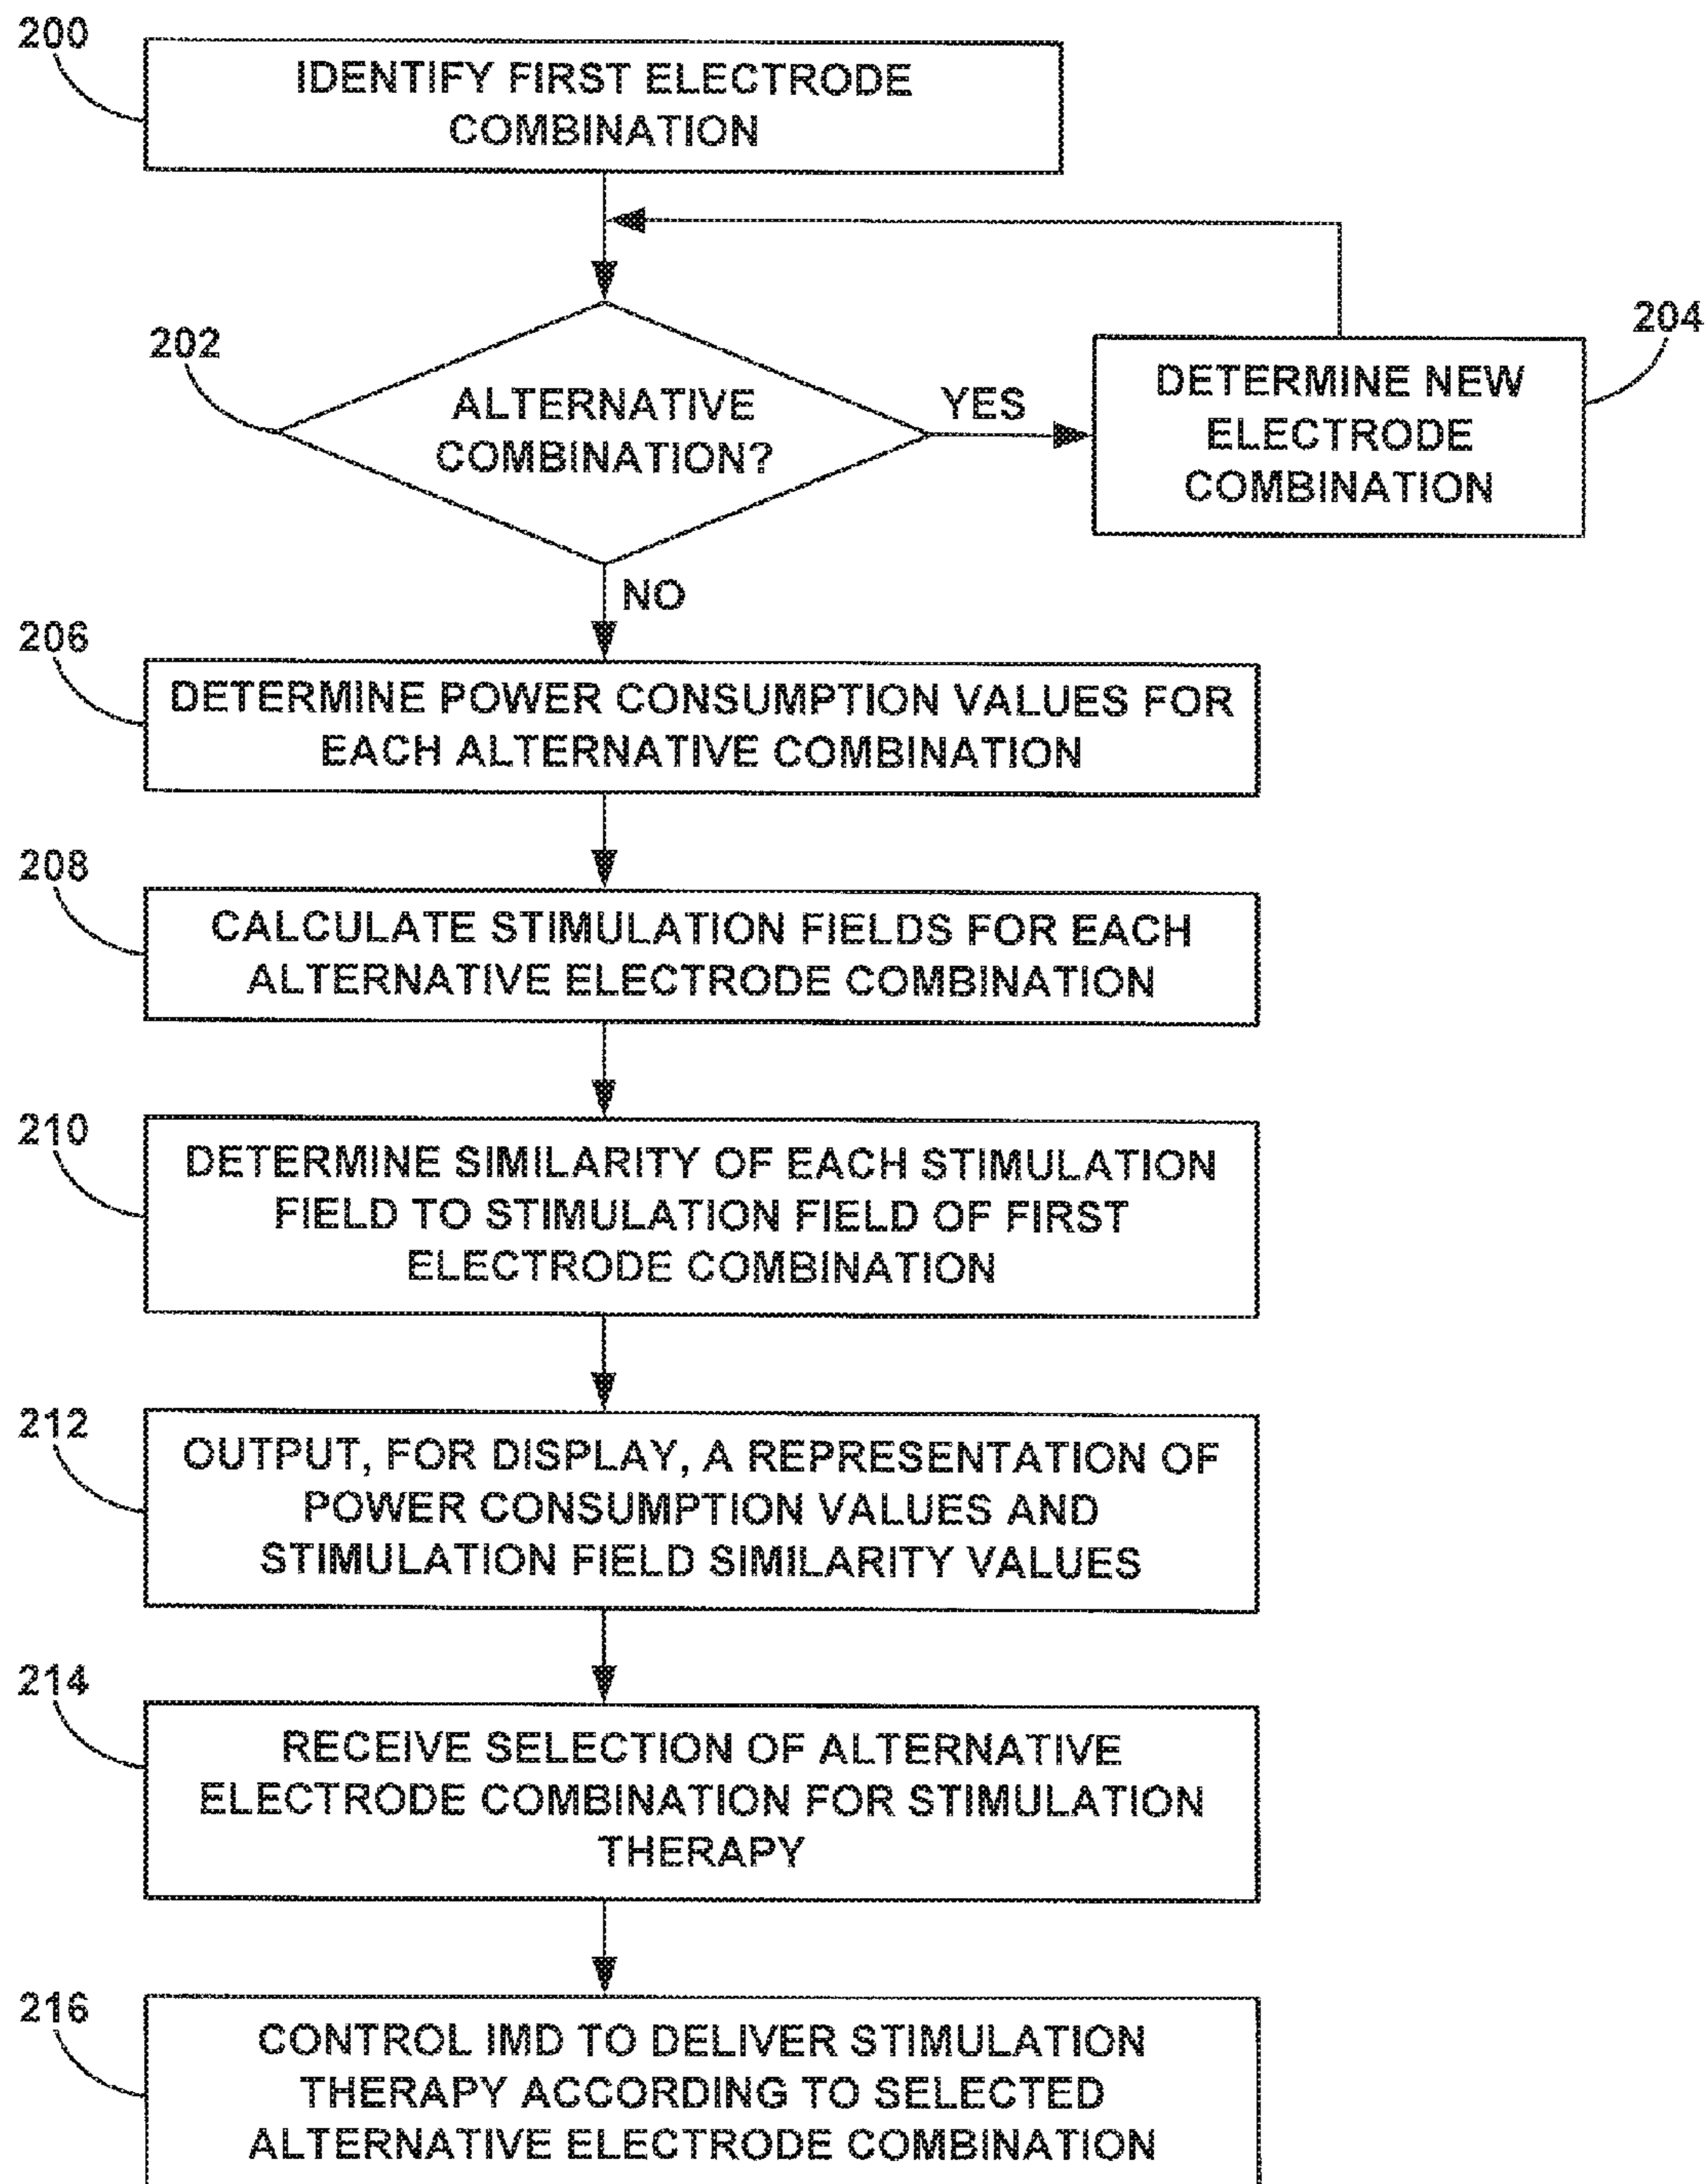 200
IDENTIFY FIRST ELECTRODE
COMBINATION
202
ALTERNATIVE
COMBINATION?
YES
204
DETERMINE NEW
ELECTRODE
COMBINATION
NO
206
DETERMINE POWER CONSUMPTION VALUES FOR
EACH ALTERNATIVE COMBINATION
208
CALCULATE STIMULATION FIELDS FOR EACH
ALTERNATIVE ELECTRODE COMBINATION
210
DETERMINE SIMILARITY OF EACH STIMULATION
FIELD TO STIMULATION FIELD OF FIRST
ELECTRODE COMBINATION
212
OUTPUT, FOR DISPLAY, A REPRESENTATION OF
POWER CONSUMPTION VALUES AND
STIMULATION FIELD SIMILARITY VALUES
214
RECEIVE SELECTION OF ALTERNATIVE
ELECTRODE COMBINATION FOR STIMULATION
THERAPY
216
CONTROL IMD TO DELIVER STIMULATION
THERAPY ACCORDING TO SELECTED
ALTERNATIVE ELECTRODE COMBINATION